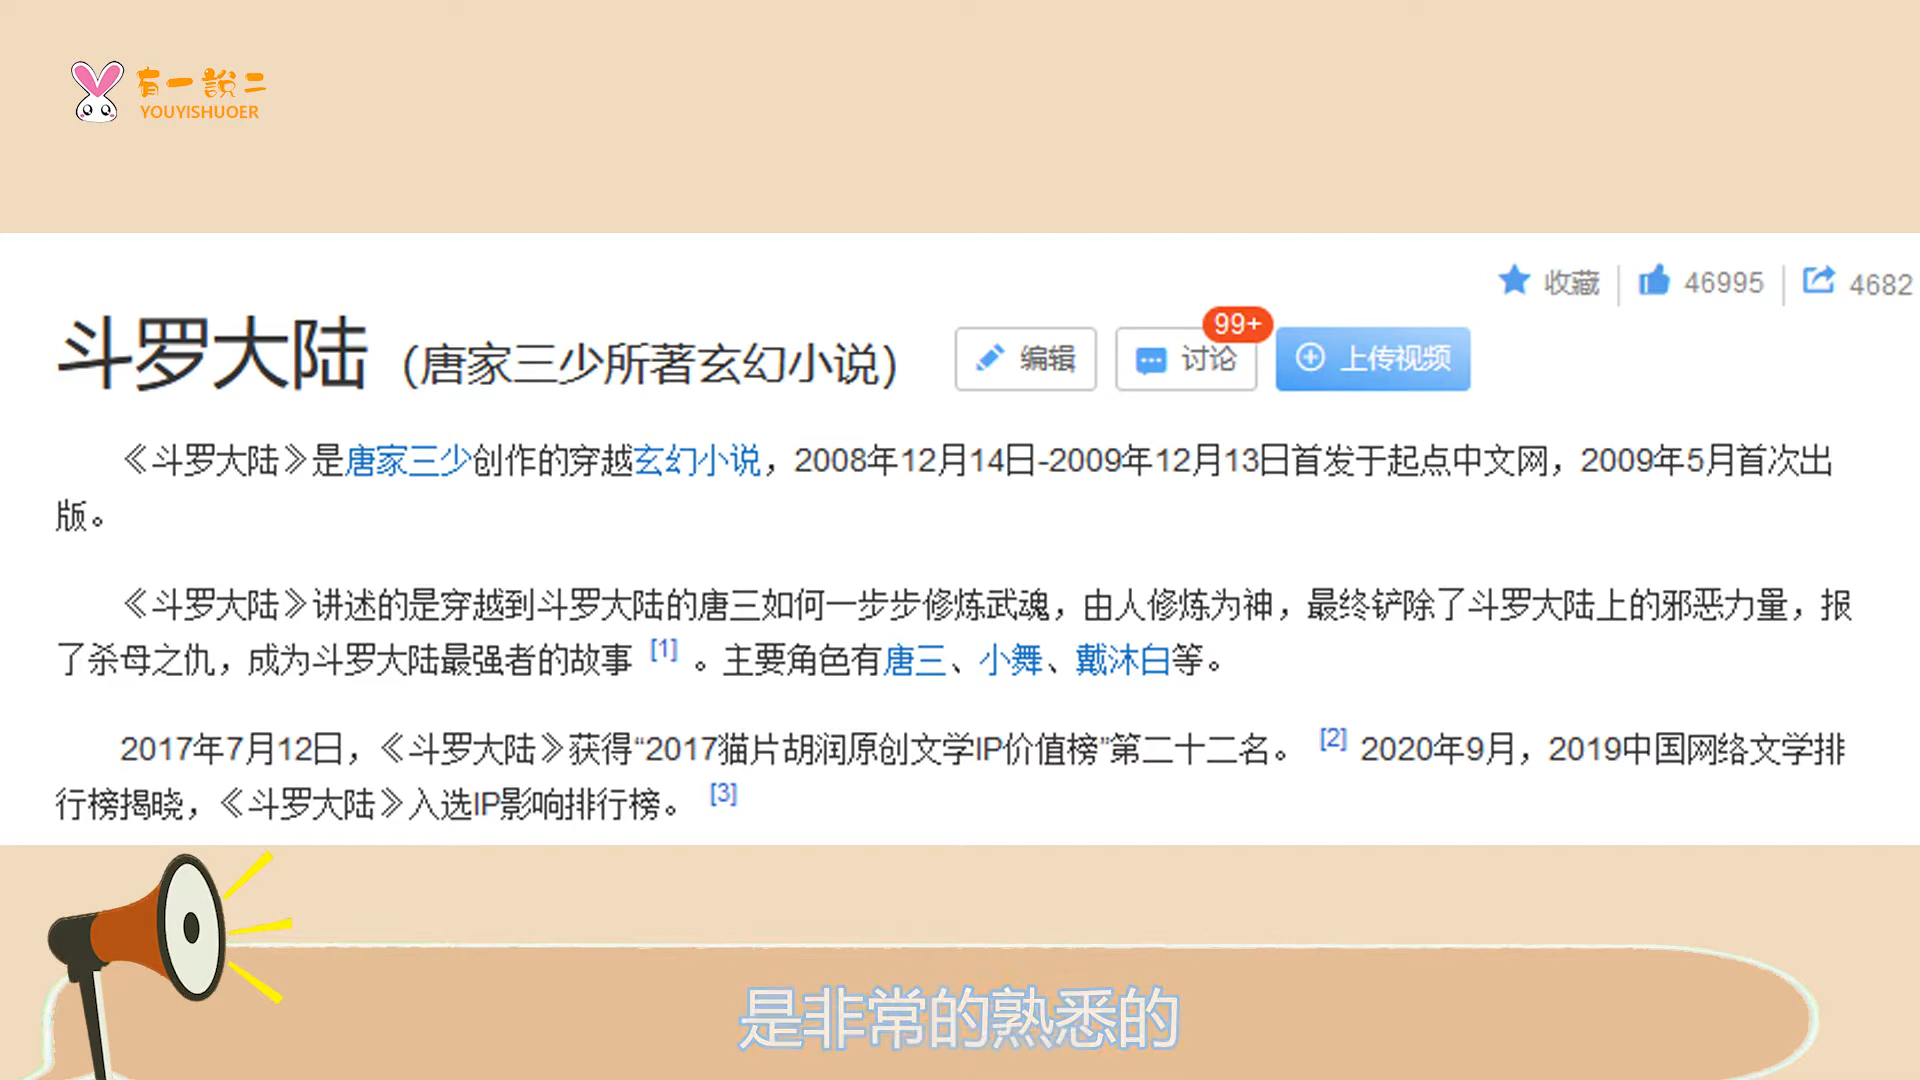 有一說二
YOUYISHUOER
收藏 46995 4682
斗罗大陆 (唐家三少所著玄幻小说) 编辑 讨论 99+ 上传视频
《斗罗大陆》是唐家三少创作的穿越玄幻小说，2008年12月14日-2009年12月13日首发于起点中文网，2009年5月首次出
版。
《斗罗大陆》讲述的是穿越到斗罗大陆的唐三如何一步步修炼武魂，由人修炼为神，最终铲除了斗罗大陆上的邪恶力量，报
了杀母之仇，成为斗罗大陆最强者的故事 [1] 。主要角色有唐三、小舞、戴沐白等。
2017年7月12日，《斗罗大陆》获得“2017猫片胡润原创文学IP价值榜”第二十二名。 [2] 2020年9月，2019中国网络文学排
行榜揭晓，《斗罗大陆》入选IP影响排行榜。 [3]
是非常的熟悉的